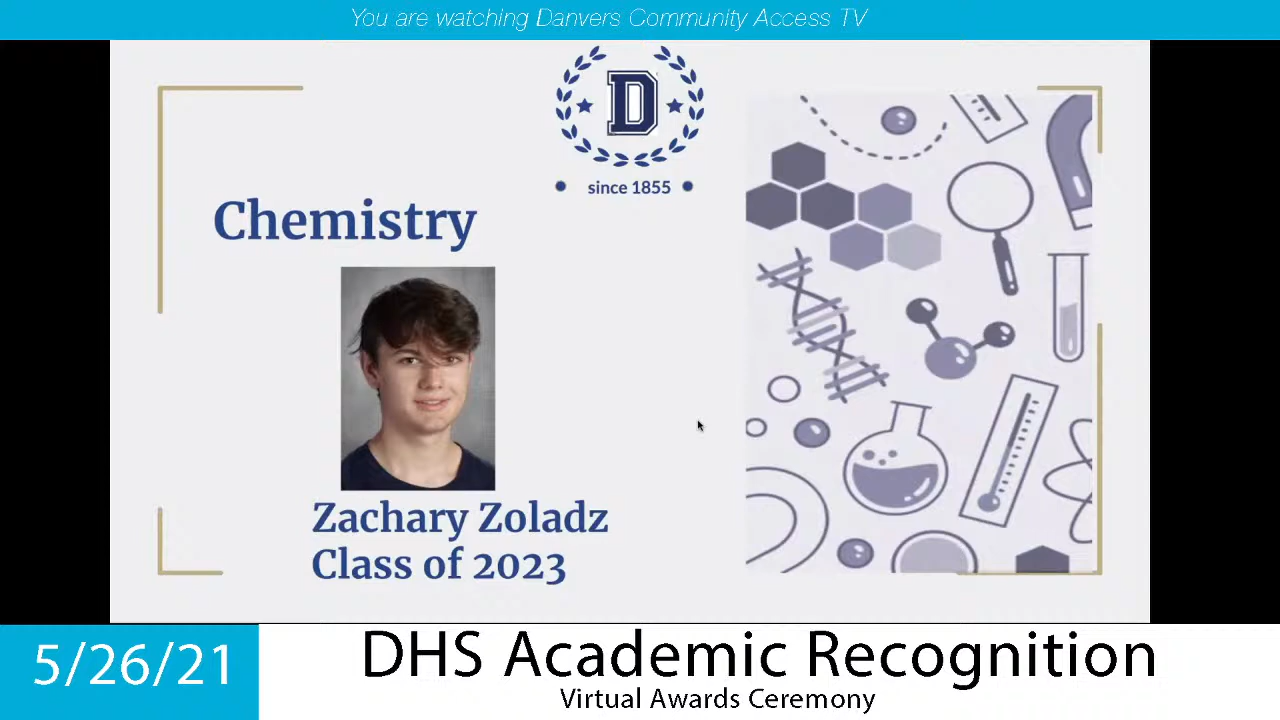 You are watching Danvers Community Access TV
D
since 1855
Chemistry
Zachary Zoladz
Class of 2023
5/26/21
DHS Academic Recognition
Virtual Awards Ceremony